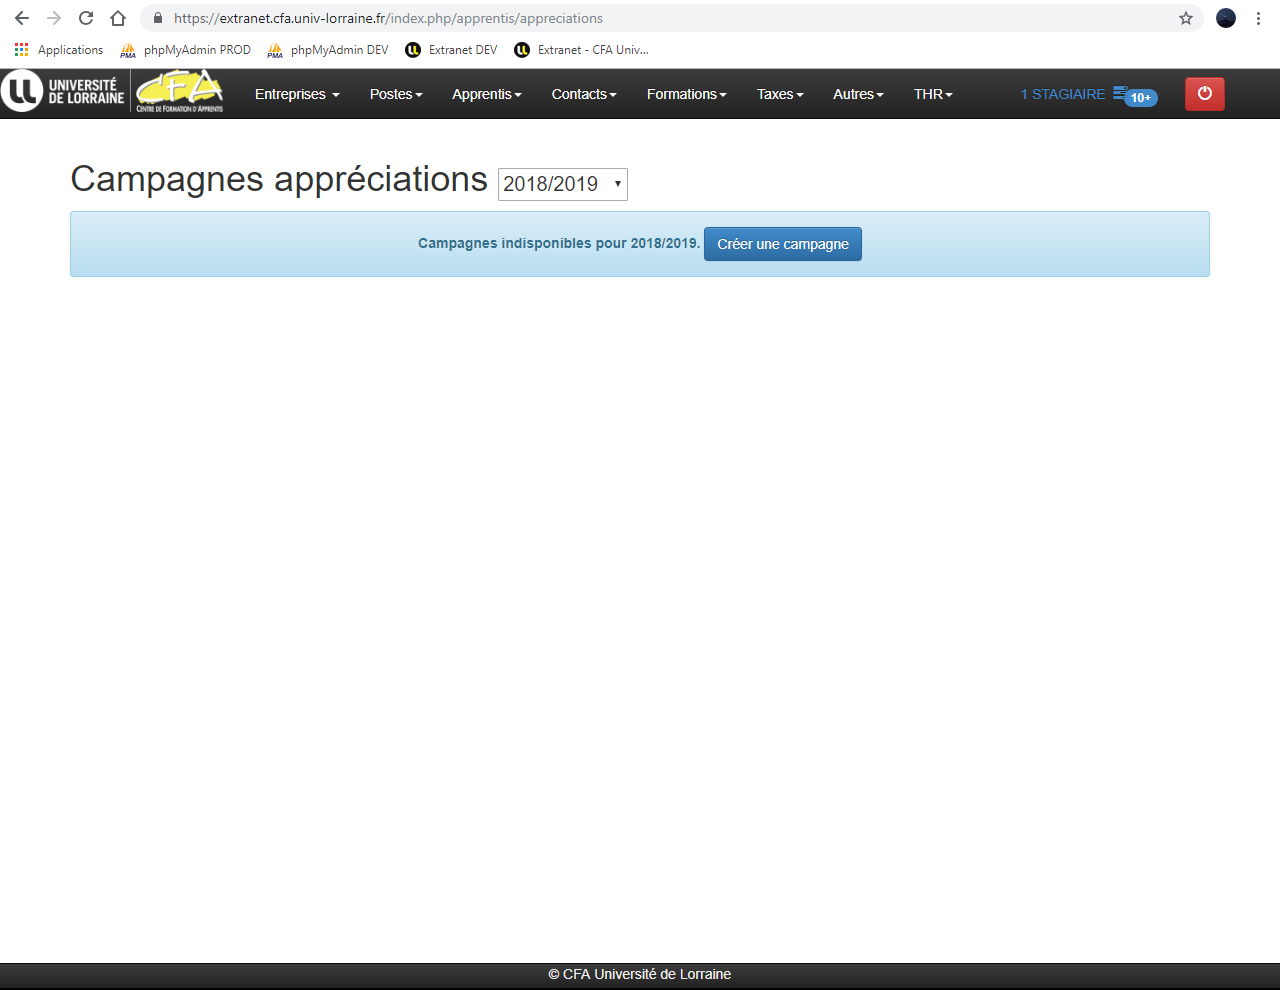 https://extranet.cfa.univ-lorraine.fr/index.php/apprentis/appreciations
Applications phpMyAdmin PROD phpMyAdmin DEV Extranet DEV Extranet - CFA Univ...
UNIVERSITÉ
DE LORRAINE
CFA
CENTRE DE FORMATION D'APPRENTIS
Entreprises Postes Apprentis Contacts Formations Taxes Autres THR 1 STAGIAIRE 10+
Campagnes appréciations 2018/2019
Campagnes indisponibles pour 2018/2019. Créer une campagne
© CFA Université de Lorraine